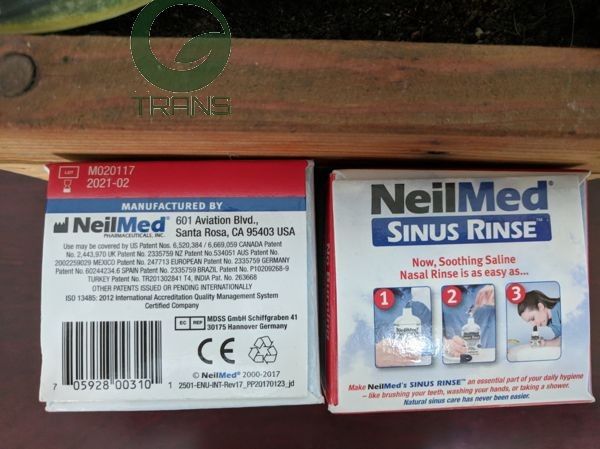 TRANS
LOT M020117
2021-02
MANUFACTURED BY
NeilMed®
PHARMACEUTICALS, INC.
601 Aviation Blvd.,
Santa Rosa, CA 95403 USA
Use may be covered by US Patent Nos. 6,520,384 / 6,669,059 CANADA Patent
No. 2,443,970 UK Patent No. 2335759 NZ Patent No.534051 AUS Patent No.
2002259029 MEXICO Patent No. 247713 EUROPEAN Patent No. 2335759 GERMANY
Patent No. 60244234.6 SPAIN Patent No. 2335759 BRAZIL Patent No. P10209268-9
TURKEY Patent No. TR201302841 T4, INDIA Pat. No. 263668
OTHER PATENTS ISSUED OR PENDING INTERNATIONALLY
ISO 13485: 2012 International Accreditation Quality Management System
Certified Company
EC REP
MDSS GmbH Schiffgraben 41
30175 Hannover Germany
CE
© NeilMed® 2000-2017
7 05928 00310 1
2501-ENU-INT-Rev17_PP20170123_jd
NeilMed®
SINUS RINSE™
Now, Soothing Saline
Nasal Rinse is as easy as...
1 2 3
Make NeilMed's SINUS RINSE™ an essential part of your daily hygiene
– like brushing your teeth, washing your hands, or taking a shower.
Natural sinus care has never been easier.